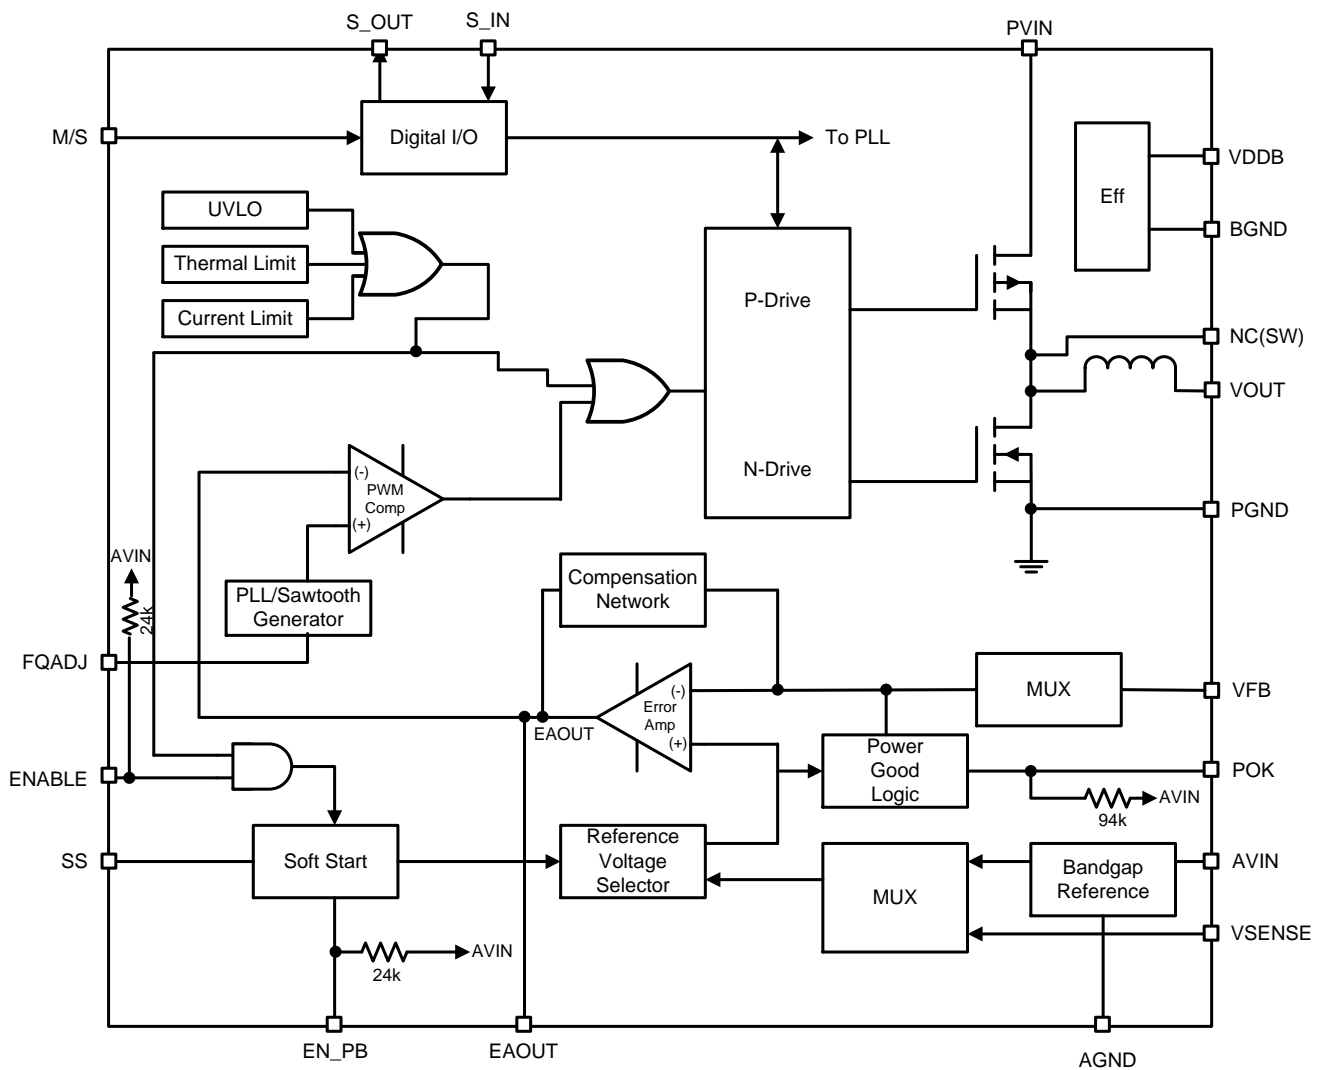 S_OUT
S_IN
PVIN
M/S
Digital I/O
To PLL
VDDB
Eff
UVLO
BGND
Thermal Limit
P-Drive
Current Limit
NC(SW)
VOUT
(-)
PWM
Comp
(+)
N-Drive
PGND
AVIN
24k
PLL/Sawtooth
Generator
Compensation
Network
FQADJ
(-)
Error
Amp
(+)
MUX
VFB
EAOUT
Power
Good
Logic
POK
ENABLE
AVIN
94k
SS
Soft Start
Reference
Voltage
Selector
MUX
Bandgap
Reference
AVIN
VSENSE
AVIN
24k
EN_PB
EAOUT
AGND